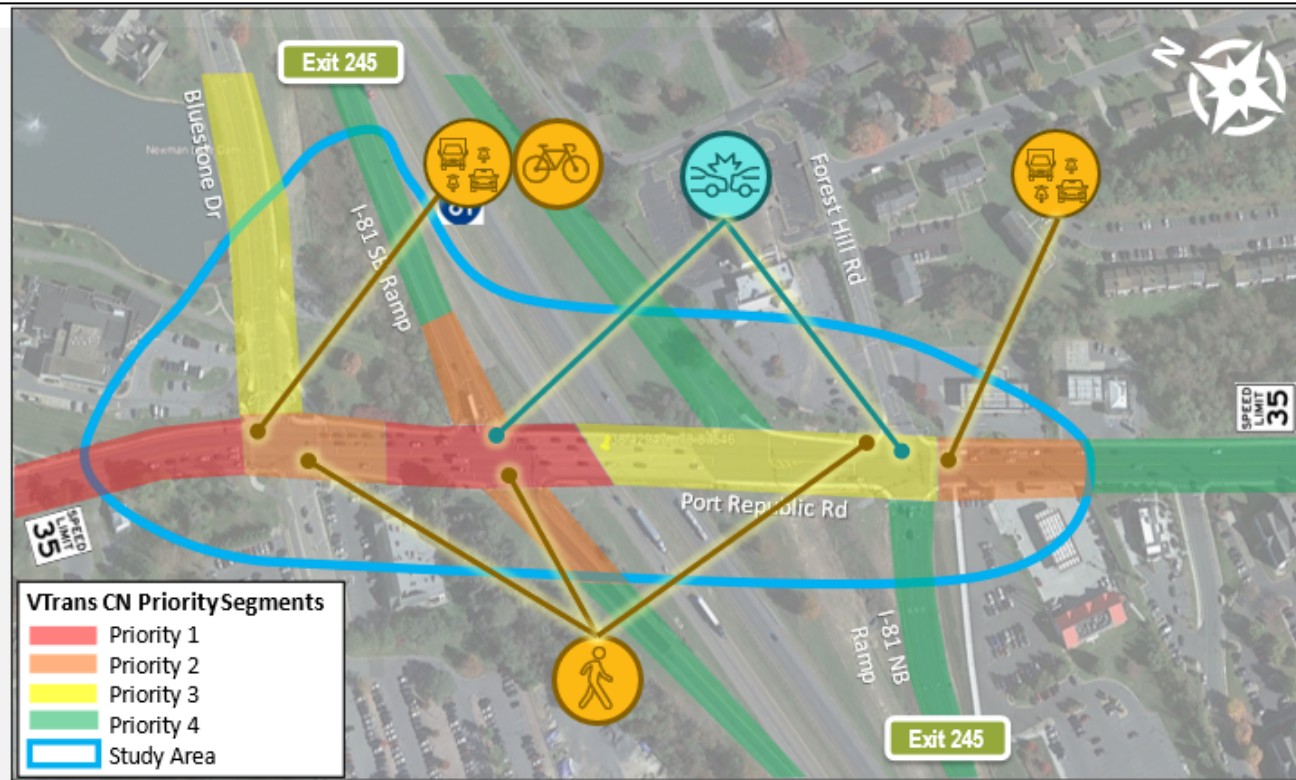 Exit 245
N
Bluestone Dr
I-81 SB Ramp
Forest Hill Rd
SPEED
LIMIT
35
Port Republic Rd
SPEED
LIMIT
35
I-81 NB
Ramp
Exit 245
VTrans CN Priority Segments
Priority 1
Priority 2
Priority 3
Priority 4
Study Area